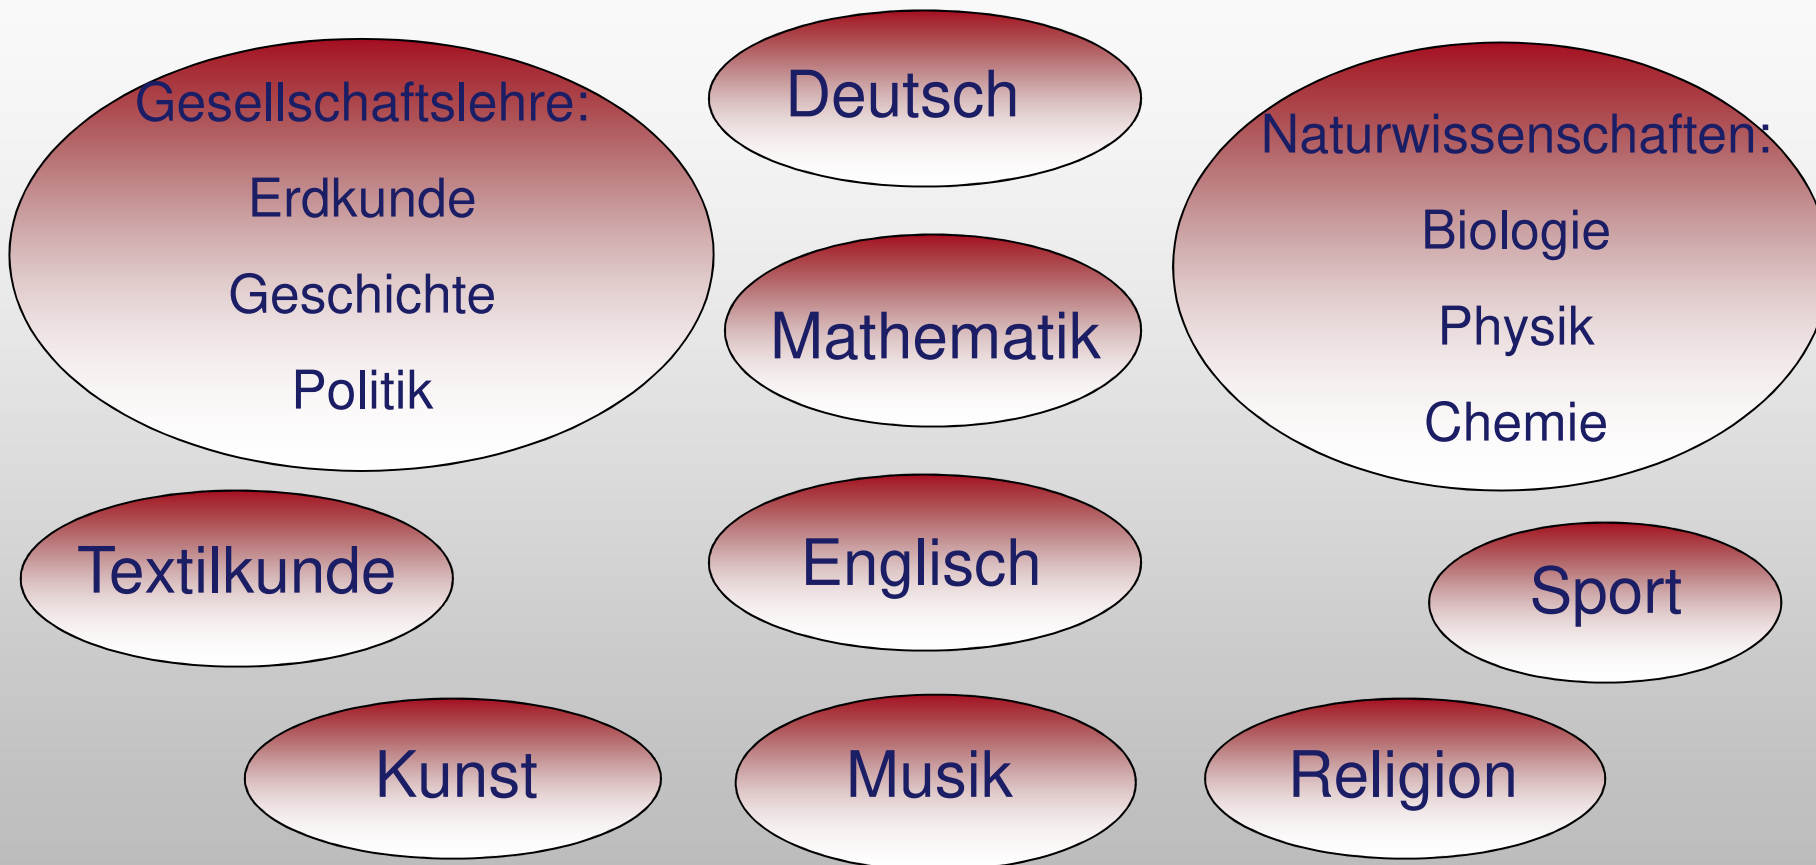 Gesellschaftslehre:
Erdkunde
Geschichte
Politik
Deutsch
Naturwissenschaften:
Biologie
Physik
Chemie
Mathematik
Textilkunde
Englisch
Sport
Kunst
Musik
Religion